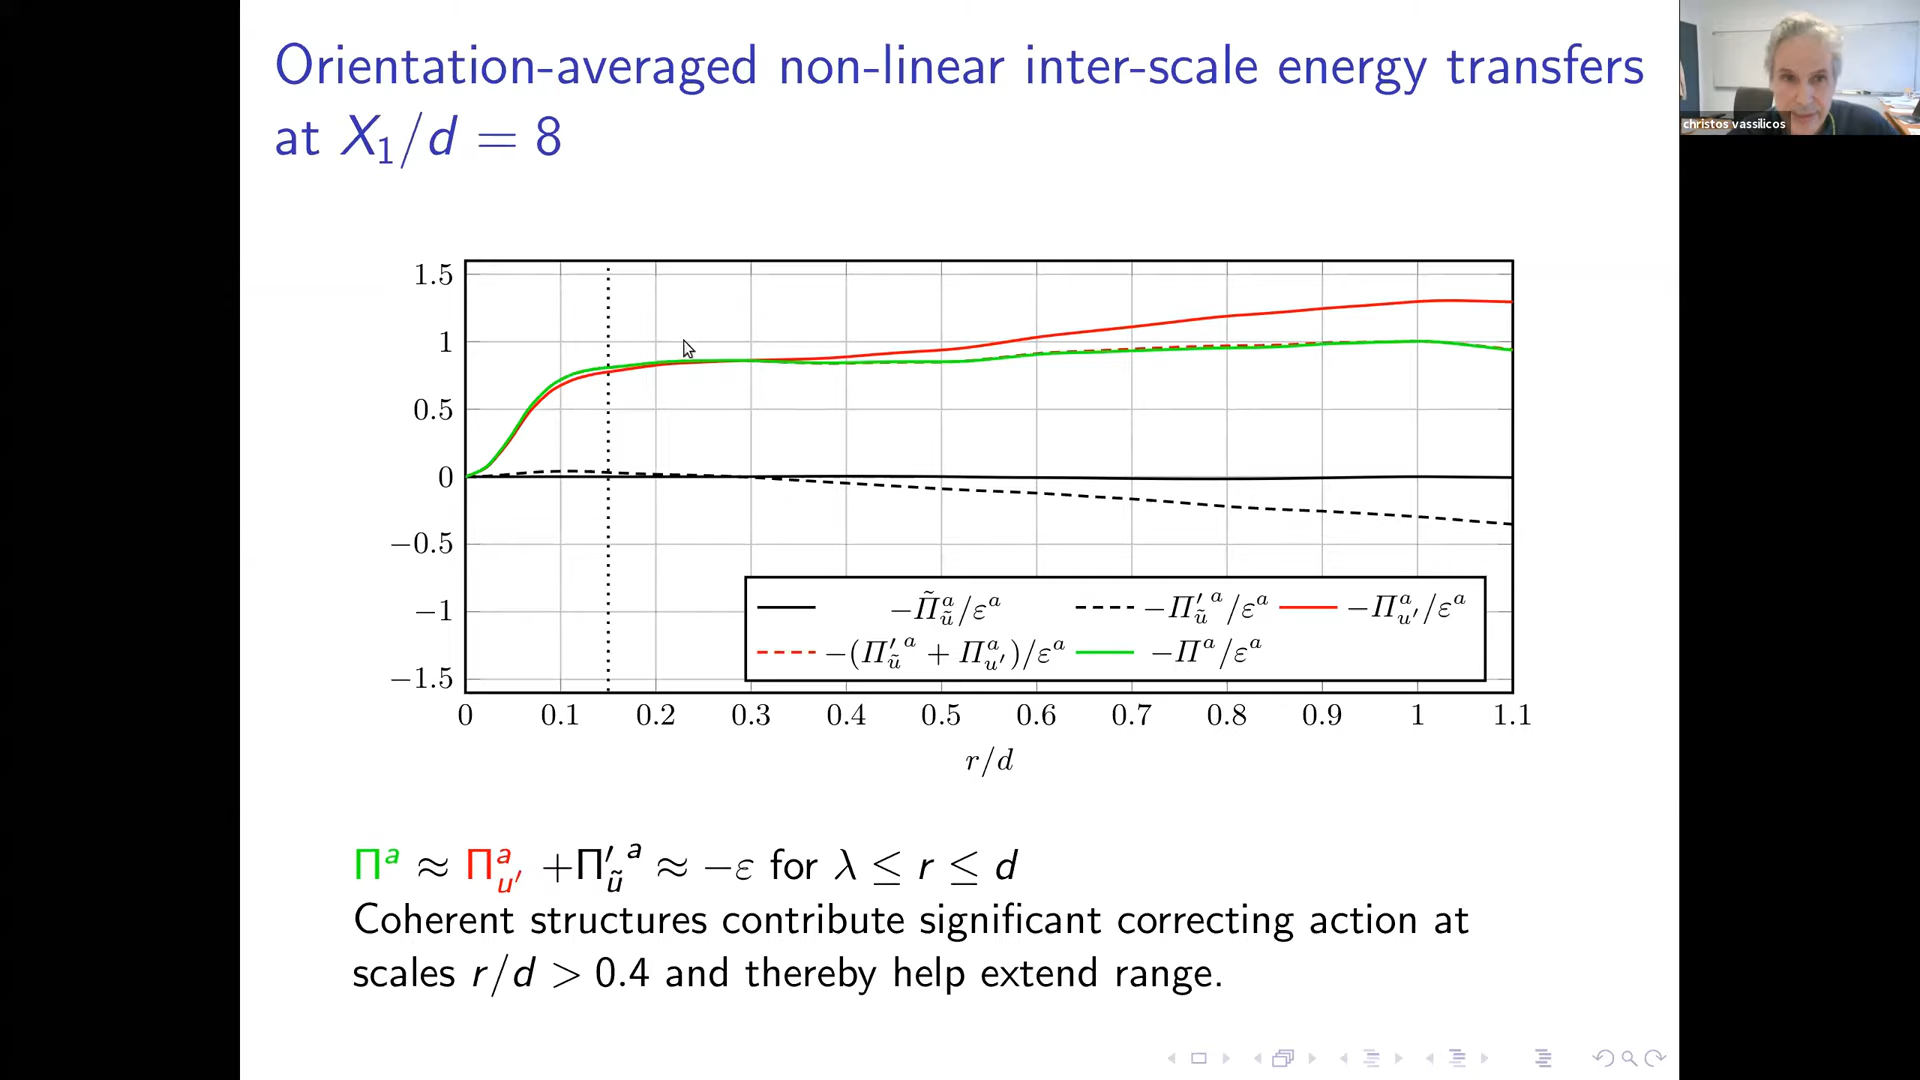 Orientation-averaged non-linear inter-scale energy transfers
at X₁/d = 8
christos vassilicos
1.5
1
0.5
0
−0.5
−1
−1.5
0 0.1 0.2 0.3 0.4 0.5 0.6 0.7 0.8 0.9 1 1.1
r/d
−Π̃ᵃ_ũ/εᵃ −Π′ᵃ_ũ/εᵃ −Πᵃ_u′/εᵃ
−(Π′ᵃ_ũ + Πᵃ_u′)/εᵃ −Πᵃ/εᵃ
Πᵃ ≈ Πᵃ_u′ +Π′ᵃ_ũ ≈ −ε for λ ≤ r ≤ d
Coherent structures contribute significant correcting action at
scales r/d > 0.4 and thereby help extend range.